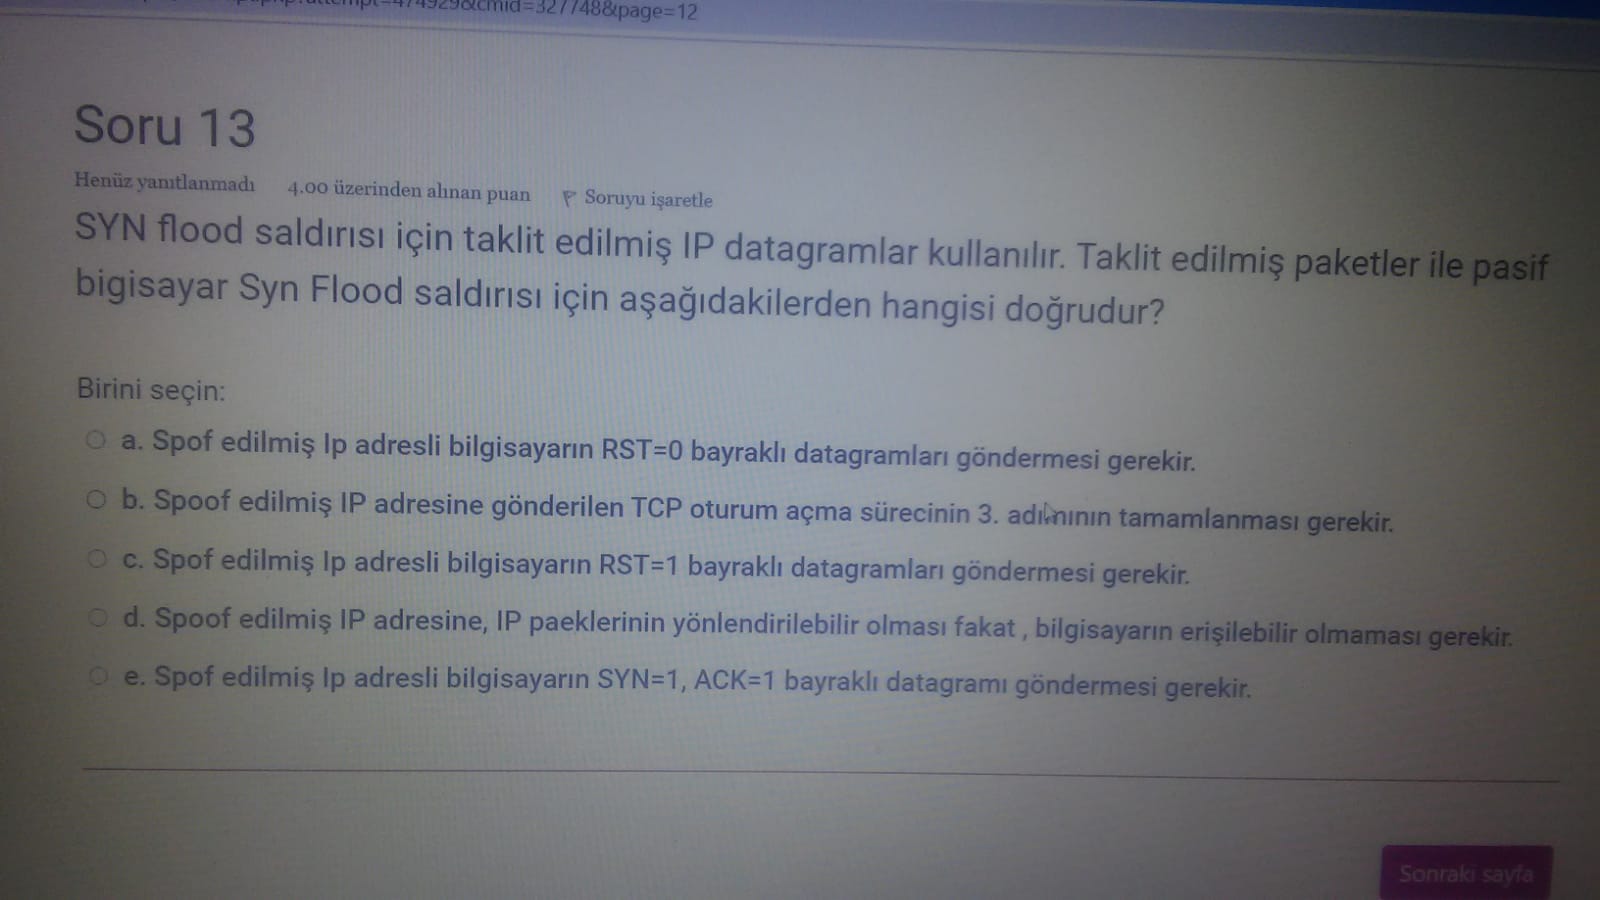 attempt=474929&cmid=327748&page=12
Soru 13
Henüz yanıtlanmadı 4.00 üzerinden alınan puan Soruyu işaretle
SYN flood saldırısı için taklit edilmiş IP datagramlar kullanılır. Taklit edilmiş paketler ile pasif
bigisayar Syn Flood saldırısı için aşağıdakilerden hangisi doğrudur?
Birini seçin:
a. Spof edilmiş Ip adresli bilgisayarın RST=0 bayraklı datagramları göndermesi gerekir.
b. Spoof edilmiş IP adresine gönderilen TCP oturum açma sürecinin 3. adımının tamamlanması gerekir.
c. Spof edilmiş Ip adresli bilgisayarın RST=1 bayraklı datagramları göndermesi gerekir.
d. Spoof edilmiş IP adresine, IP paeklerinin yönlendirilebilir olması fakat , bilgisayarın erişilebilir olmaması gerekir.
e. Spof edilmiş Ip adresli bilgisayarın SYN=1, ACK=1 bayraklı datagramı göndermesi gerekir.
Sonraki sayfa